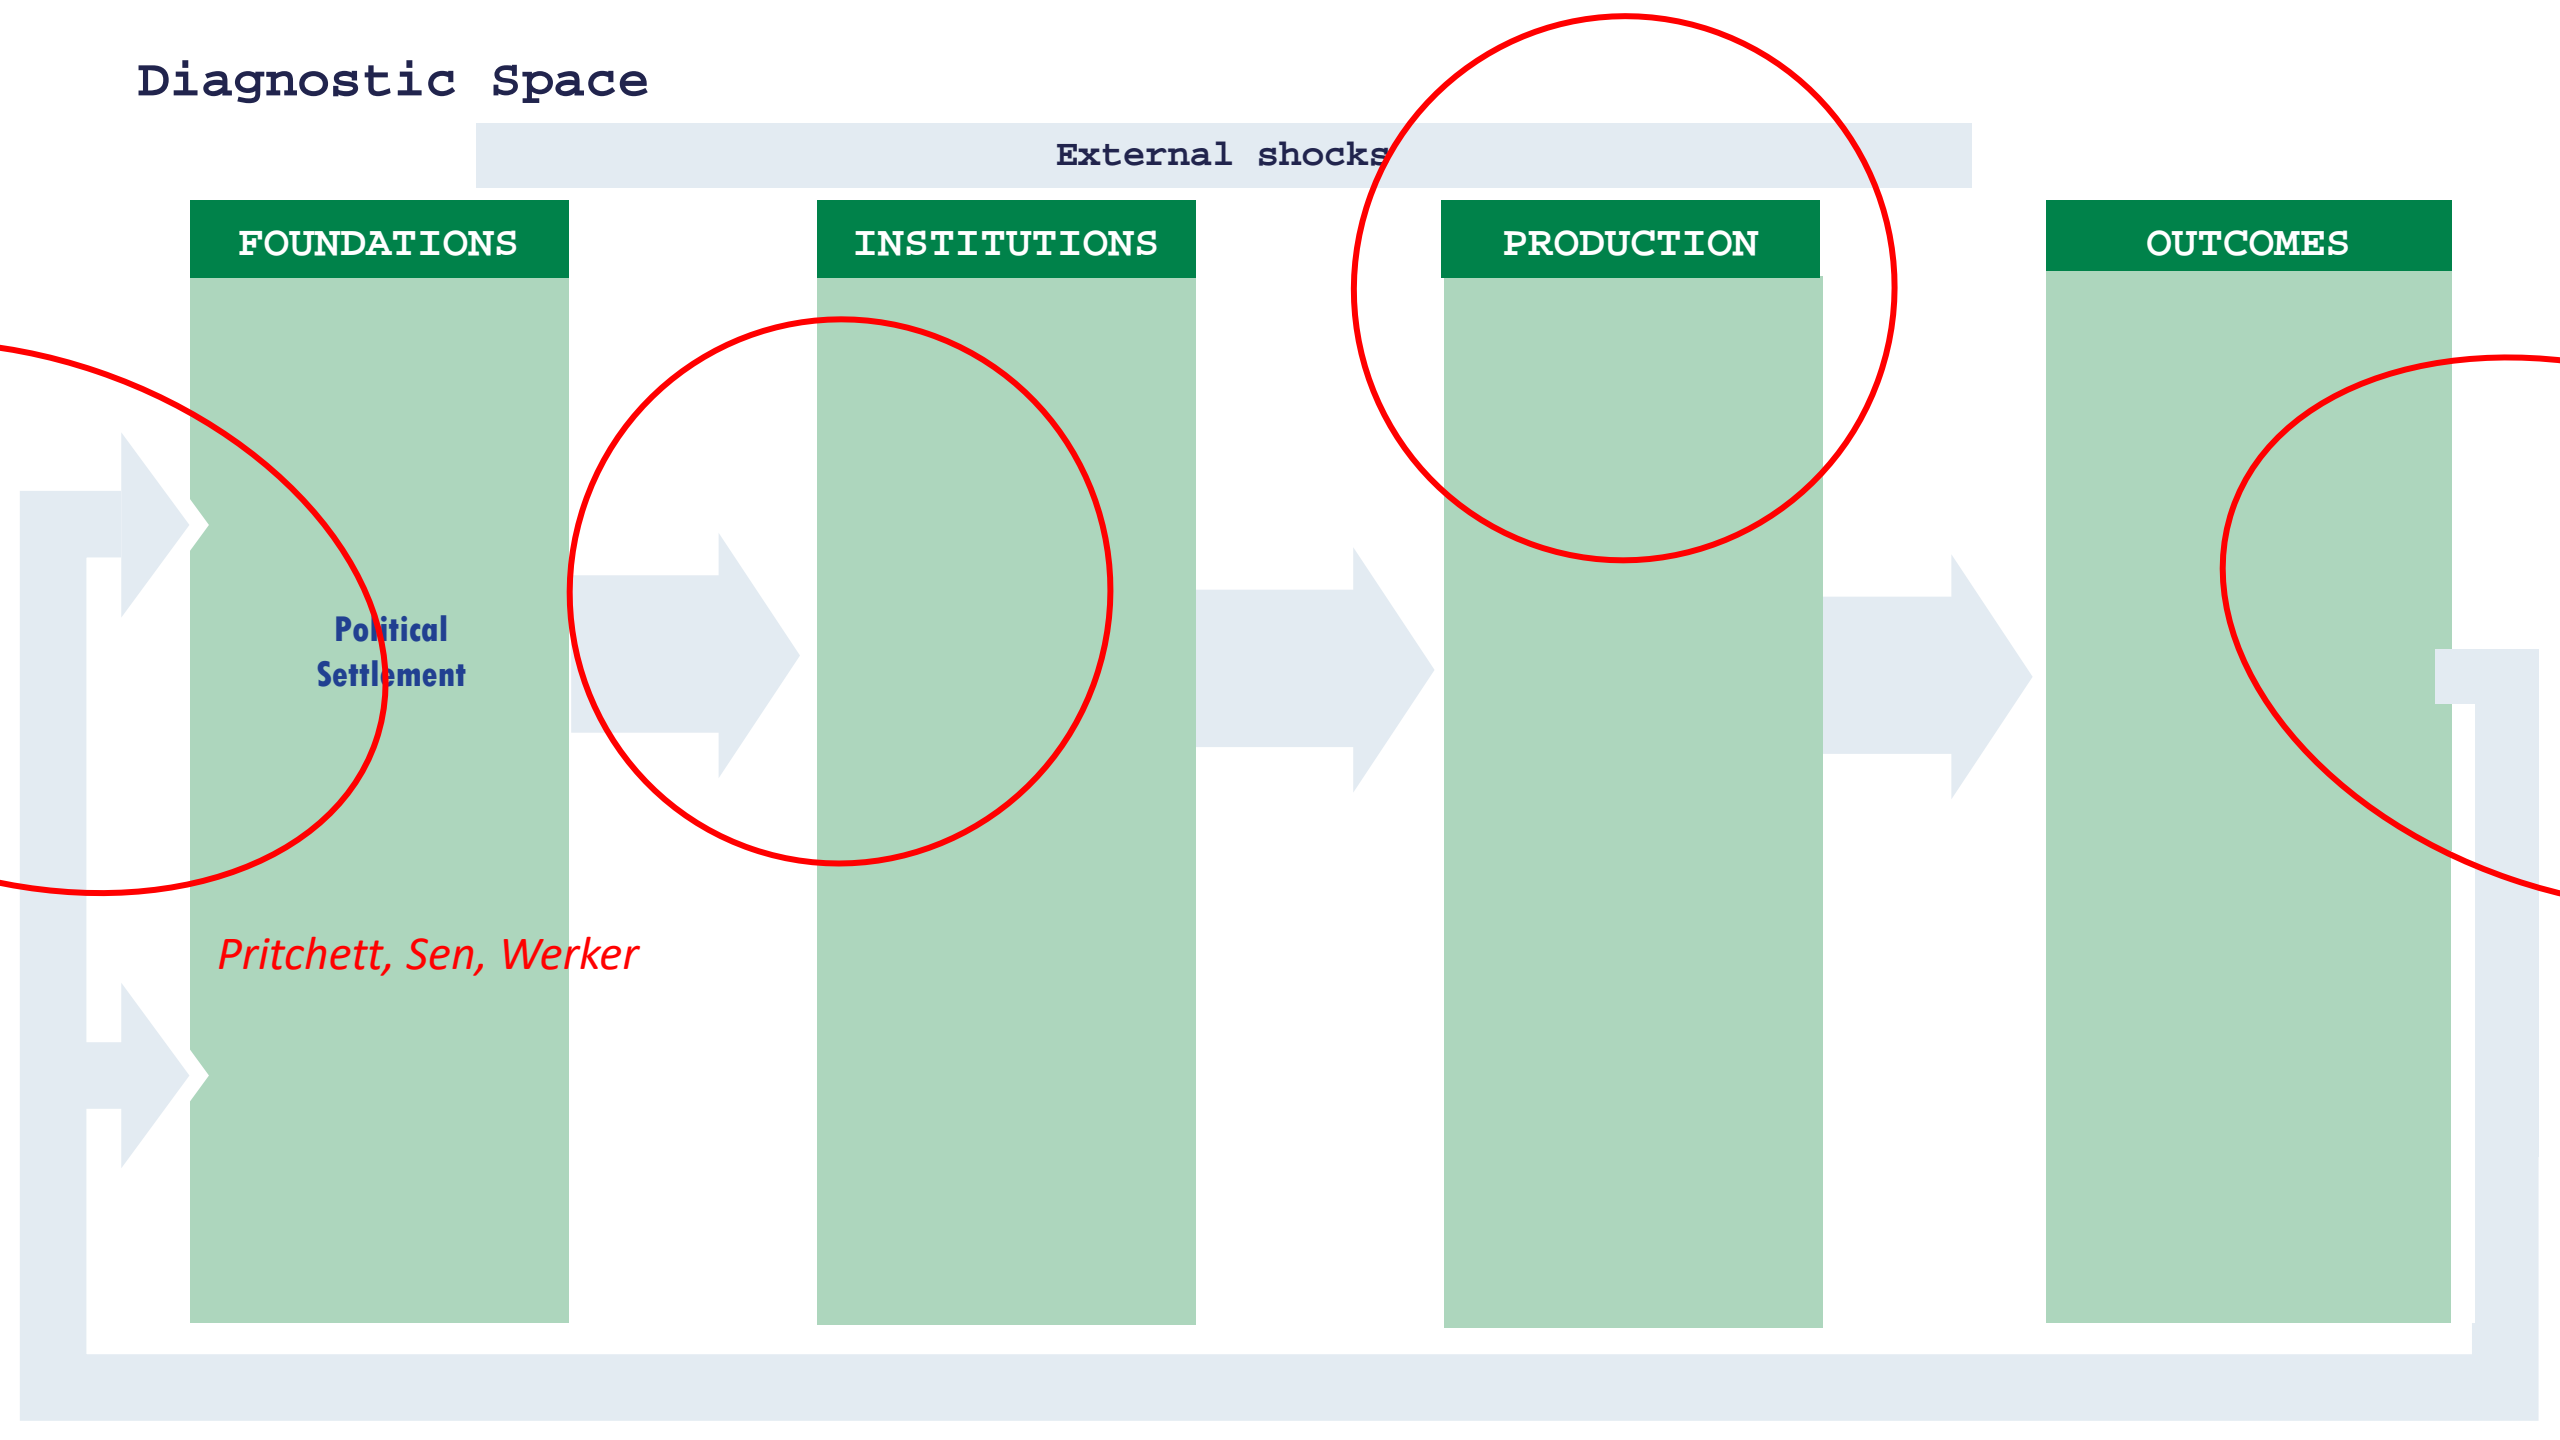 Diagnostic Space
External shocks
FOUNDATIONS
INSTITUTIONS
PRODUCTION
OUTCOMES
Political
Settlement
Pritchett, Sen, Werker